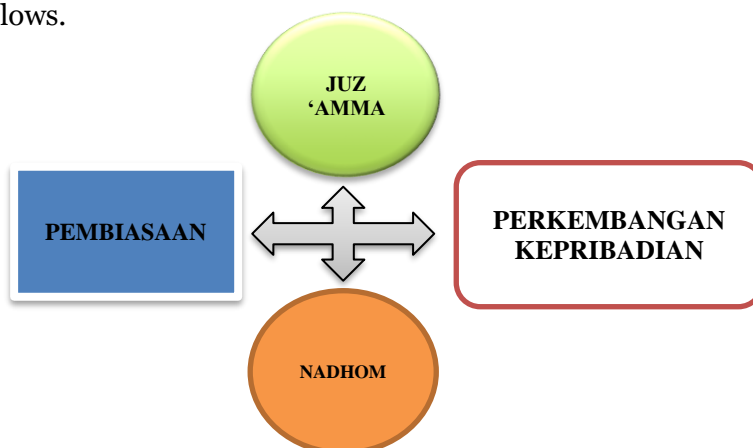 lows.
JUZ
‘AMMA
PEMBIASAAN
PERKEMBANGAN
KEPRIBADIAN
NADHOM